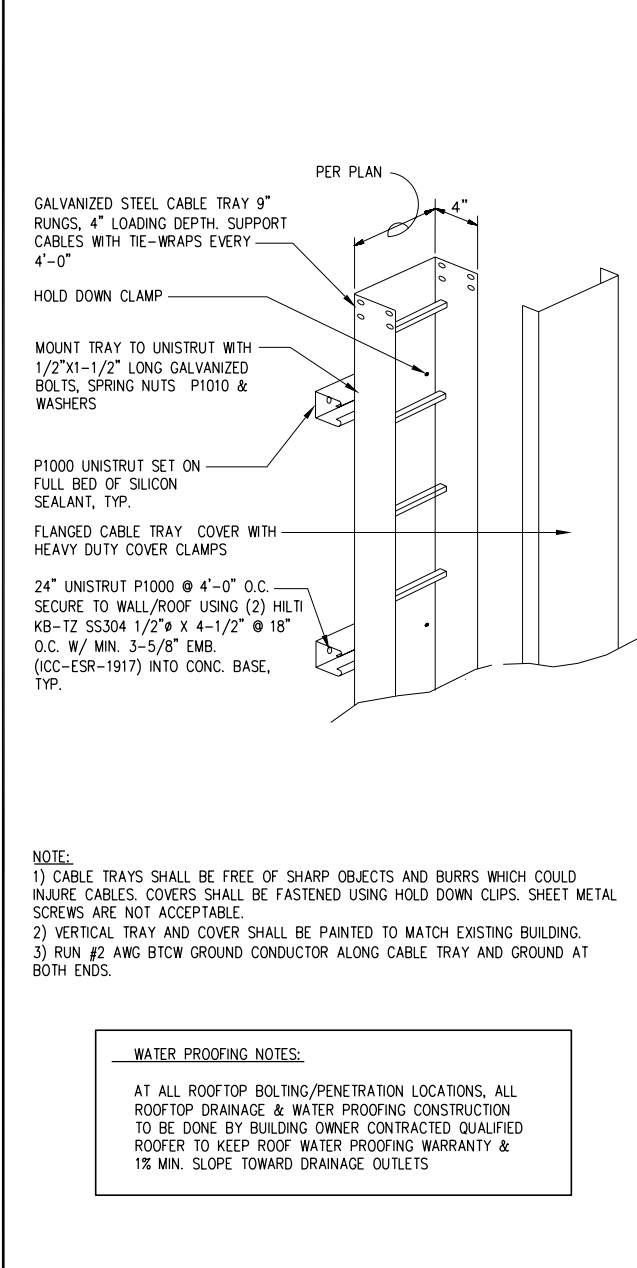 PER PLAN
4"
GALVANIZED STEEL CABLE TRAY 9"
RUNGS, 4" LOADING DEPTH. SUPPORT
CABLES WITH TIE-WRAPS EVERY
4'-0"
HOLD DOWN CLAMP
MOUNT TRAY TO UNISTRUT WITH
1/2"X1-1/2" LONG GALVANIZED
BOLTS, SPRING NUTS P1010 &
WASHERS
P1000 UNISTRUT SET ON
FULL BED OF SILICON
SEALANT, TYP.
FLANGED CABLE TRAY COVER WITH
HEAVY DUTY COVER CLAMPS
24" UNISTRUT P1000 @ 4'-0" O.C.
SECURE TO WALL/ROOF USING (2) HILTI
KB-TZ SS304 1/2"ø X 4-1/2" @ 18"
O.C. W/ MIN. 3-5/8" EMB.
(ICC-ESR-1917) INTO CONC. BASE,
TYP.
NOTE:
1) CABLE TRAYS SHALL BE FREE OF SHARP OBJECTS AND BURRS WHICH COULD
INJURE CABLES. COVERS SHALL BE FASTENED USING HOLD DOWN CLIPS. SHEET METAL
SCREWS ARE NOT ACCEPTABLE.
2) VERTICAL TRAY AND COVER SHALL BE PAINTED TO MATCH EXISTING BUILDING.
3) RUN #2 AWG BTCW GROUND CONDUCTOR ALONG CABLE TRAY AND GROUND AT
BOTH ENDS.
WATER PROOFING NOTES:
AT ALL ROOFTOP BOLTING/PENETRATION LOCATIONS, ALL
ROOFTOP DRAINAGE & WATER PROOFING CONSTRUCTION
TO BE DONE BY BUILDING OWNER CONTRACTED QUALIFIED
ROOFER TO KEEP ROOF WATER PROOFING WARRANTY &
1% MIN. SLOPE TOWARD DRAINAGE OUTLETS